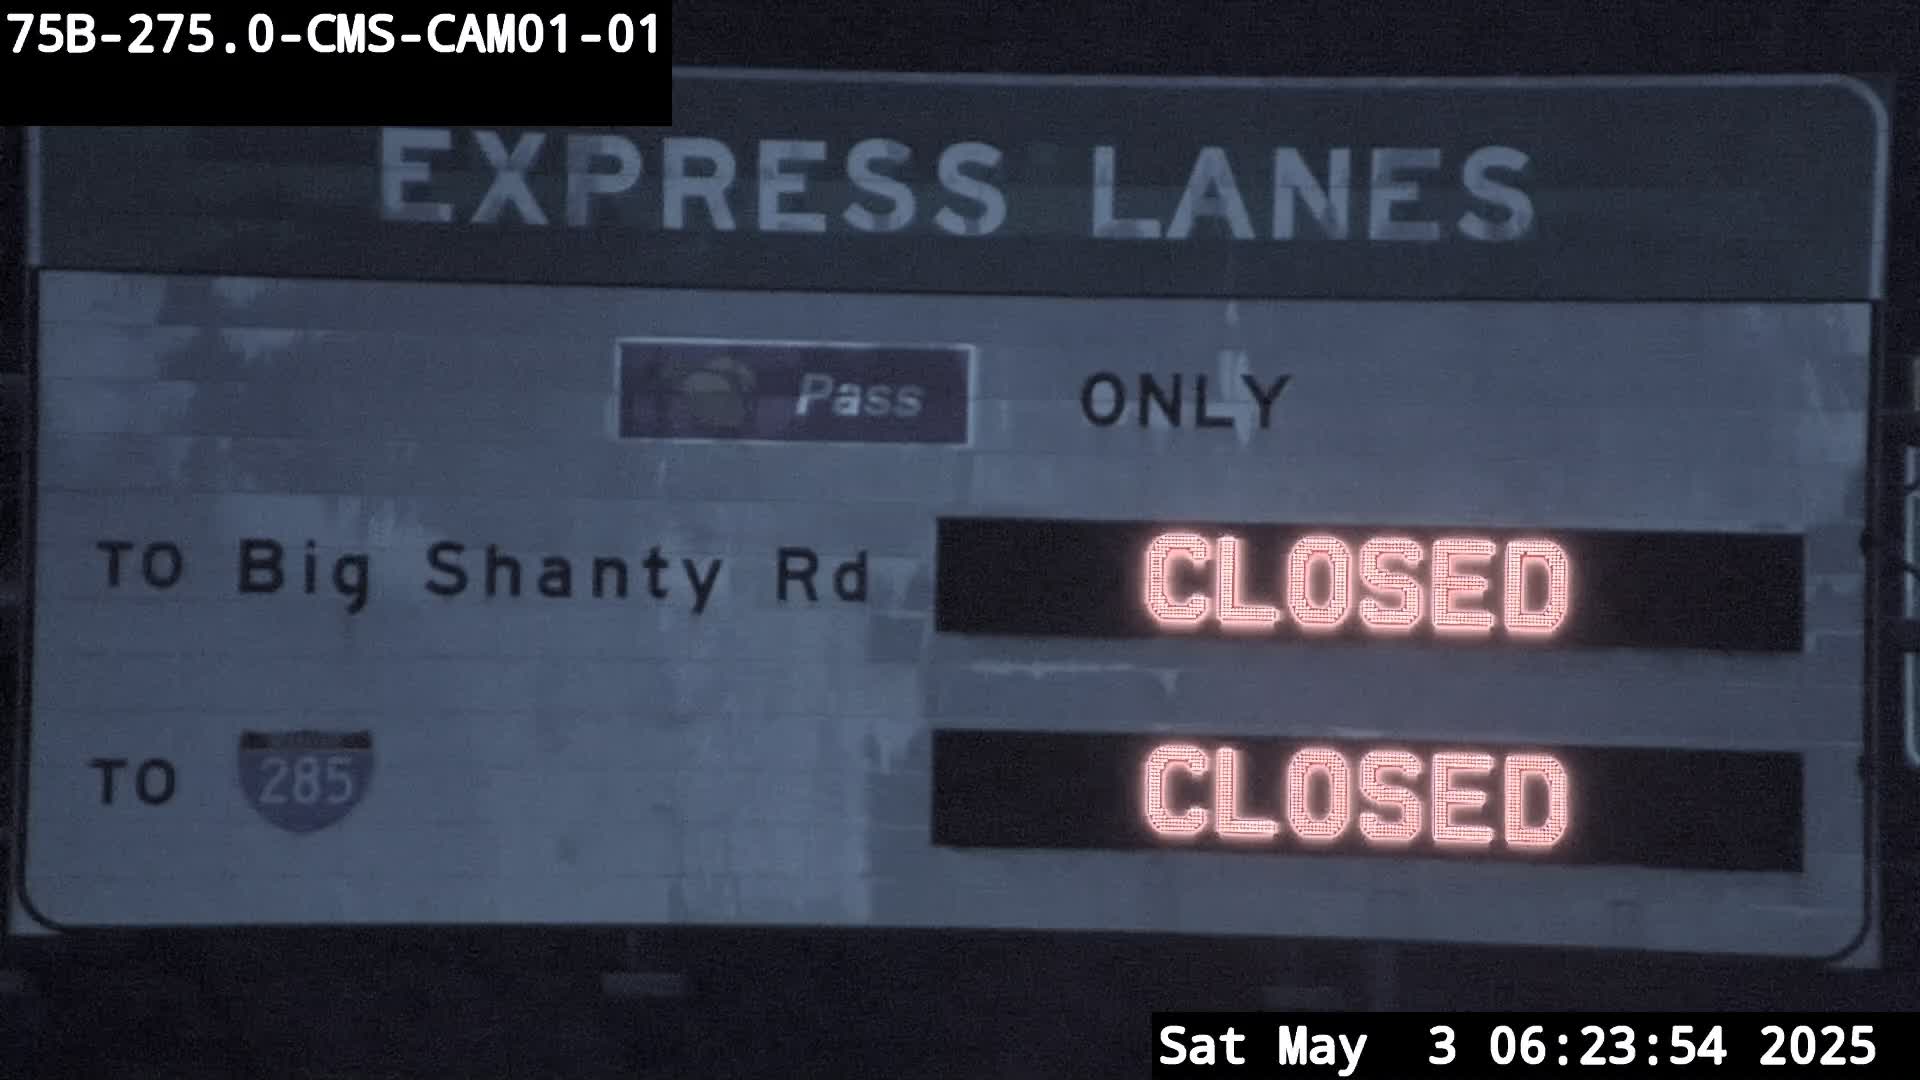 75B-275.0-CMS-CAM01-01
EXPRESS LANES
Pass ONLY
TO Big Shanty Rd CLOSED
TO 285 CLOSED
Sat May 3 06:23:54 2025